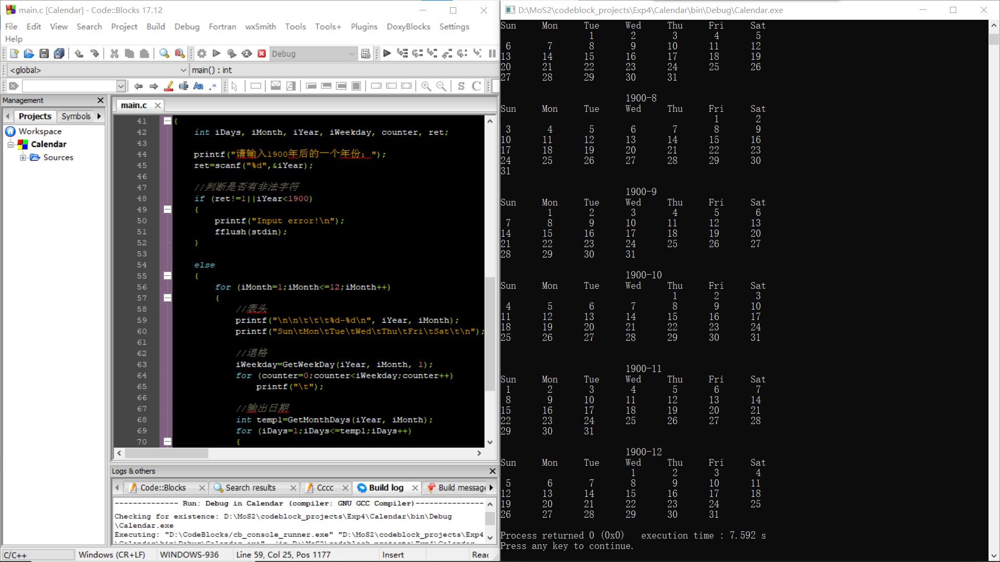 main.c [Calendar] - Code::Blocks 17.12
File Edit View Search Project Build Debug Fortran wxSmith Tools Tools+ Plugins DoxyBlocks Settings
Help
Debug
<global>
main() : int
S C
Management
Projects Symbols
Workspace
Calendar
Sources
main.c
41 {
42 int iDays, iMonth, iYear, iWeekday, counter, ret;
43
44 printf("请输入1900年后的一个年份：");
45 ret=scanf("%d",&iYear);
46
47 //判断是否有非法字符
48 if (ret!=1||iYear<1900)
49 {
50 printf("Input error!\n");
51 fflush(stdin);
52 }
53
54 else
55 {
56 for (iMonth=1;iMonth<=12;iMonth++)
57 {
58 //表头
59 printf("\n\n\t\t\t%d-%d\n", iYear, iMonth);
60 printf("Sun\tMon\tTue\tWed\tThu\tFri\tSat\t\n");
61
62 //退格
63 iWeekday=GetWeekDay(iYear, iMonth, 1);
64 for (counter=0;counter<iWeekday;counter++)
65 printf("\t");
66
67 //输出日期
68 int temp1=GetMonthDays(iYear, iMonth);
69 for (iDays=1;iDays<=temp1;iDays++)
70 {
Logs & others
Code::Blocks Search results Cccc Build log Build message
-------------- Run: Debug in Calendar (compiler: GNU GCC Compiler)---------------
Checking for existence: D:\MoS2\codeblock_projects\Exp4\Calendar\bin\Debug
\Calendar.exe
Executing: "D:\CodeBlocks/cb_console_runner.exe" "D:\MoS2\codeblock_projects\Exp4
C/C++ Windows (CR+LF) WINDOWS-936 Line 59, Col 25, Pos 1177 Insert
D:\MoS2\codeblock_projects\Exp4\Calendar\bin\Debug\Calendar.exe
Sun Mon Tue Wed Thu Fri Sat
1 2 3 4 5
6 7 8 9 10 11 12
13 14 15 16 17 18 19
20 21 22 23 24 25 26
27 28 29 30 31
1900-8
Sun Mon Tue Wed Thu Fri Sat
1 2
3 4 5 6 7 8 9
10 11 12 13 14 15 16
17 18 19 20 21 22 23
24 25 26 27 28 29 30
31
1900-9
Sun Mon Tue Wed Thu Fri Sat
1 2 3 4 5 6
7 8 9 10 11 12 13
14 15 16 17 18 19 20
21 22 23 24 25 26 27
28 29 30 31
1900-10
Sun Mon Tue Wed Thu Fri Sat
1 2 3
4 5 6 7 8 9 10
11 12 13 14 15 16 17
18 19 20 21 22 23 24
25 26 27 28 29 30 31
1900-11
Sun Mon Tue Wed Thu Fri Sat
1 2 3 4 5 6 7
8 9 10 11 12 13 14
15 16 17 18 19 20 21
22 23 24 25 26 27 28
29 30 31
1900-12
Sun Mon Tue Wed Thu Fri Sat
1 2 3 4
5 6 7 8 9 10 11
12 13 14 15 16 17 18
19 20 21 22 23 24 25
26 27 28 29 30 31
Process returned 0 (0x0) execution time : 7.592 s
Press any key to continue.